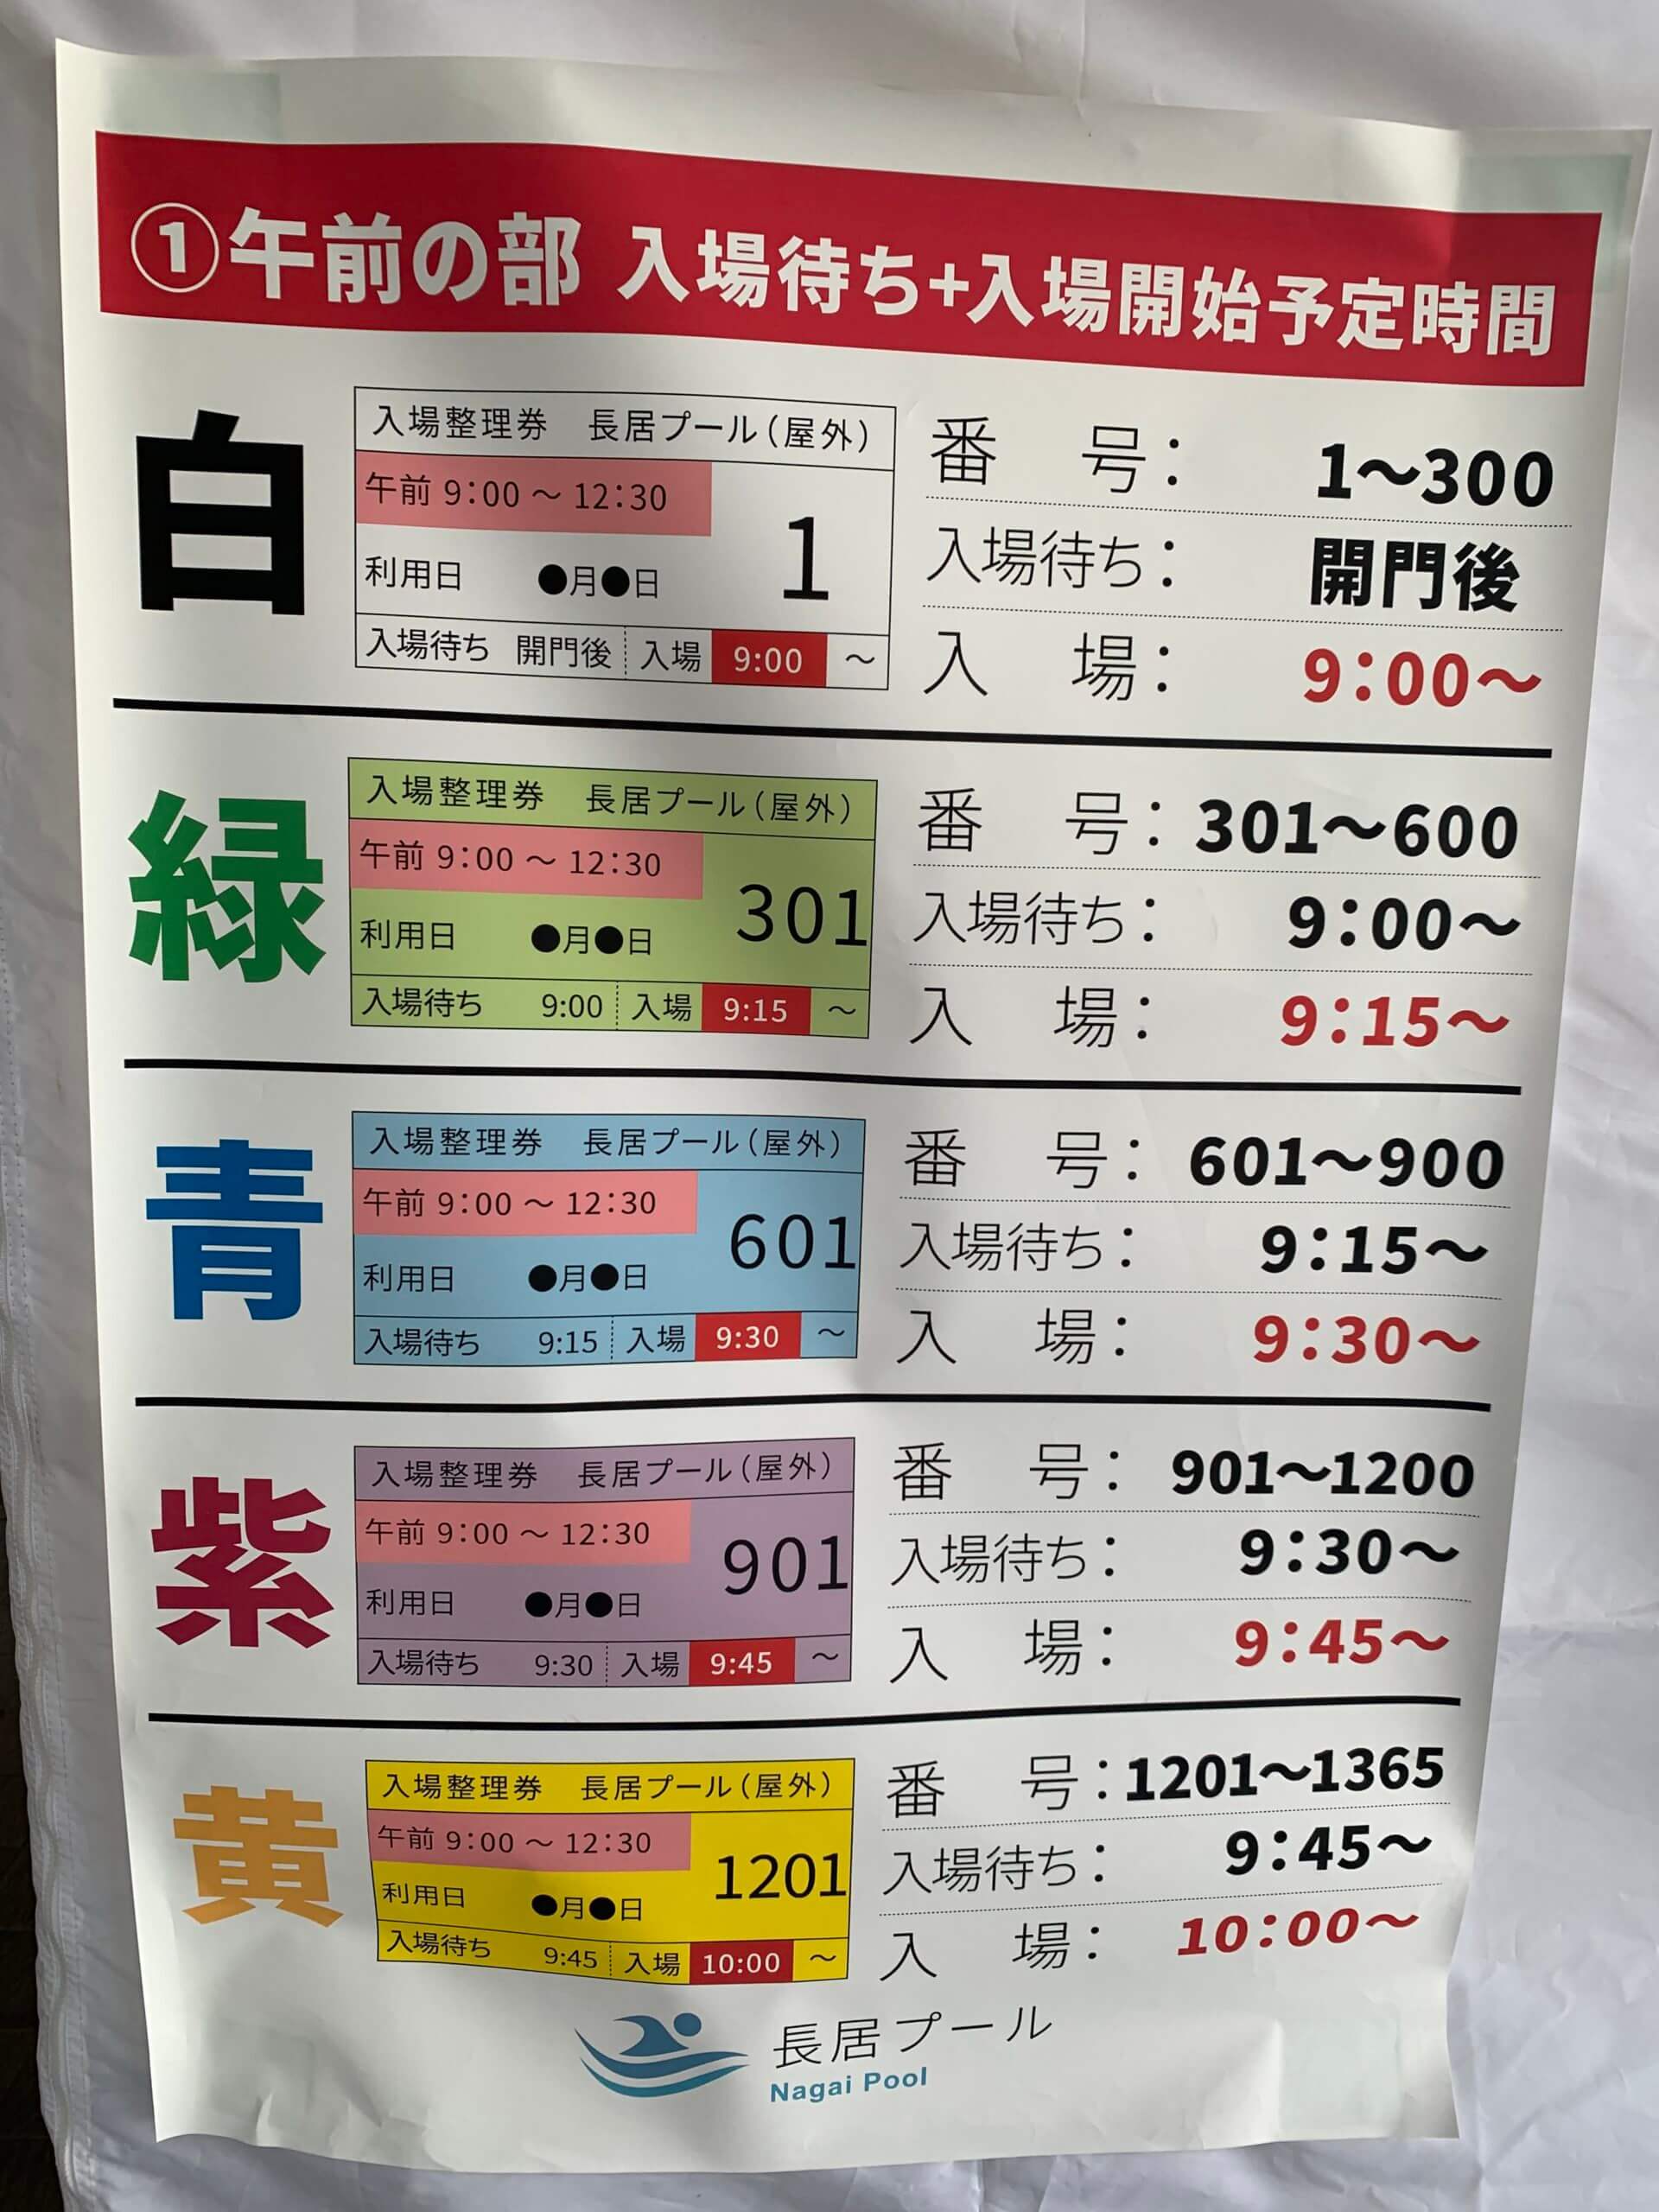 ①午前の部 入場待ち+入場開始予定時間
白
入場整理券 長居プール（屋外）
午前 9：00 ～ 12：30
1
利用日 ●月●日
入場待ち 開門後 入場 9:00 ～
番 号： 1～300
入場待ち： 開門後
入 場： 9：00～
緑
入場整理券 長居プール（屋外）
午前 9：00 ～ 12：30
301
利用日 ●月●日
入場待ち 9:00 入場 9:15 ～
番 号： 301～600
入場待ち： 9：00～
入 場： 9：15～
青
入場整理券 長居プール（屋外）
午前 9：00 ～ 12：30
601
利用日 ●月●日
入場待ち 9:15 入場 9:30 ～
番 号： 601～900
入場待ち： 9：15～
入 場： 9：30～
紫
入場整理券 長居プール（屋外）
午前 9：00 ～ 12：30
901
利用日 ●月●日
入場待ち 9:30 入場 9:45 ～
番 号： 901～1200
入場待ち： 9：30～
入 場： 9：45～
黄
入場整理券 長居プール（屋外）
午前 9：00 ～ 12：30
1201
利用日 ●月●日
入場待ち 9:45 入場 10:00 ～
番 号： 1201～1365
入場待ち： 9：45～
入 場： 10：00～
長居プール
Nagai Pool